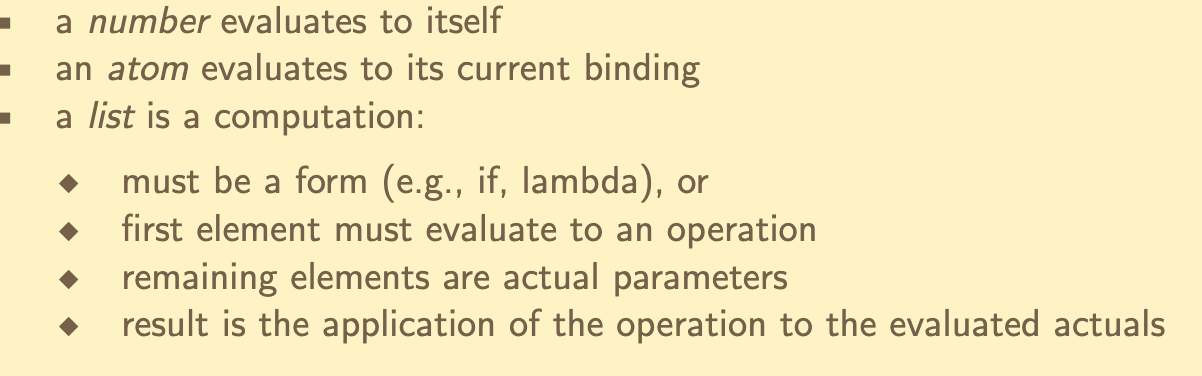 ▪ a number evaluates to itself
▪ an atom evaluates to its current binding
▪ a list is a computation:
◆ must be a form (e.g., if, lambda), or
◆ first element must evaluate to an operation
◆ remaining elements are actual parameters
◆ result is the application of the operation to the evaluated actuals